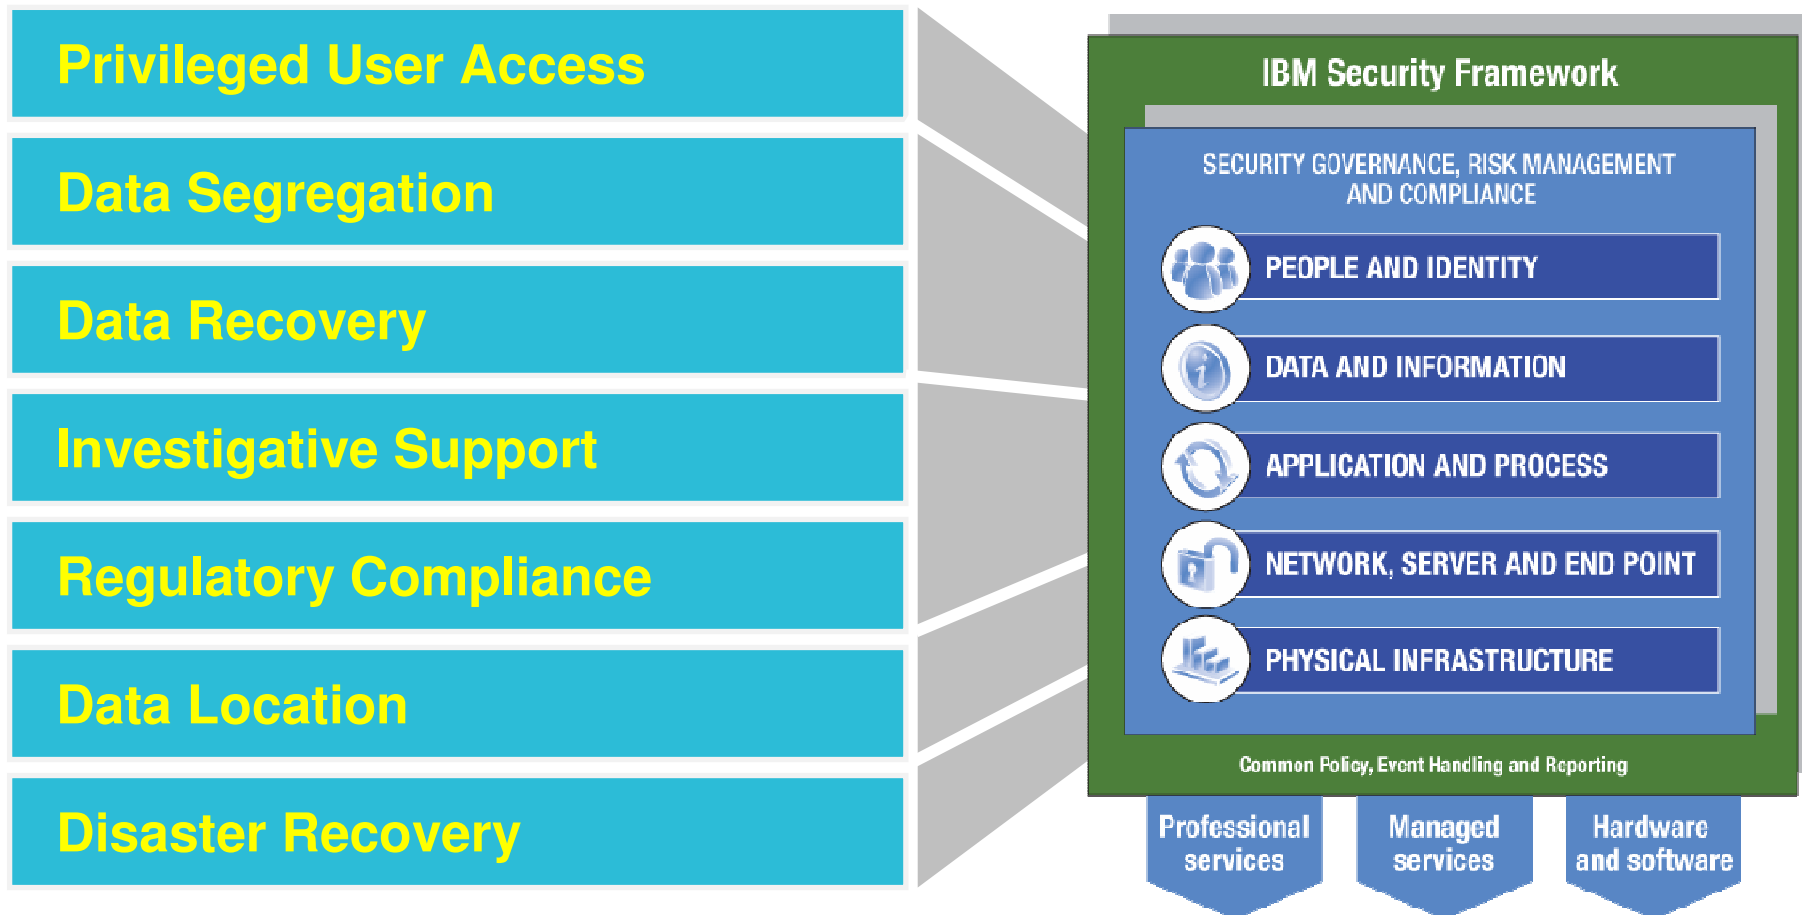 Privileged User Access
Data Segregation
Data Recovery
Investigative Support
Regulatory Compliance
Data Location
Disaster Recovery
IBM Security Framework
SECURITY GOVERNANCE, RISK MANAGEMENT
AND COMPLIANCE
PEOPLE AND IDENTITY
DATA AND INFORMATION
APPLICATION AND PROCESS
NETWORK, SERVER AND END POINT
PHYSICAL INFRASTRUCTURE
Common Policy, Event Handling and Reporting
Professional
services
Managed
services
Hardware
and software